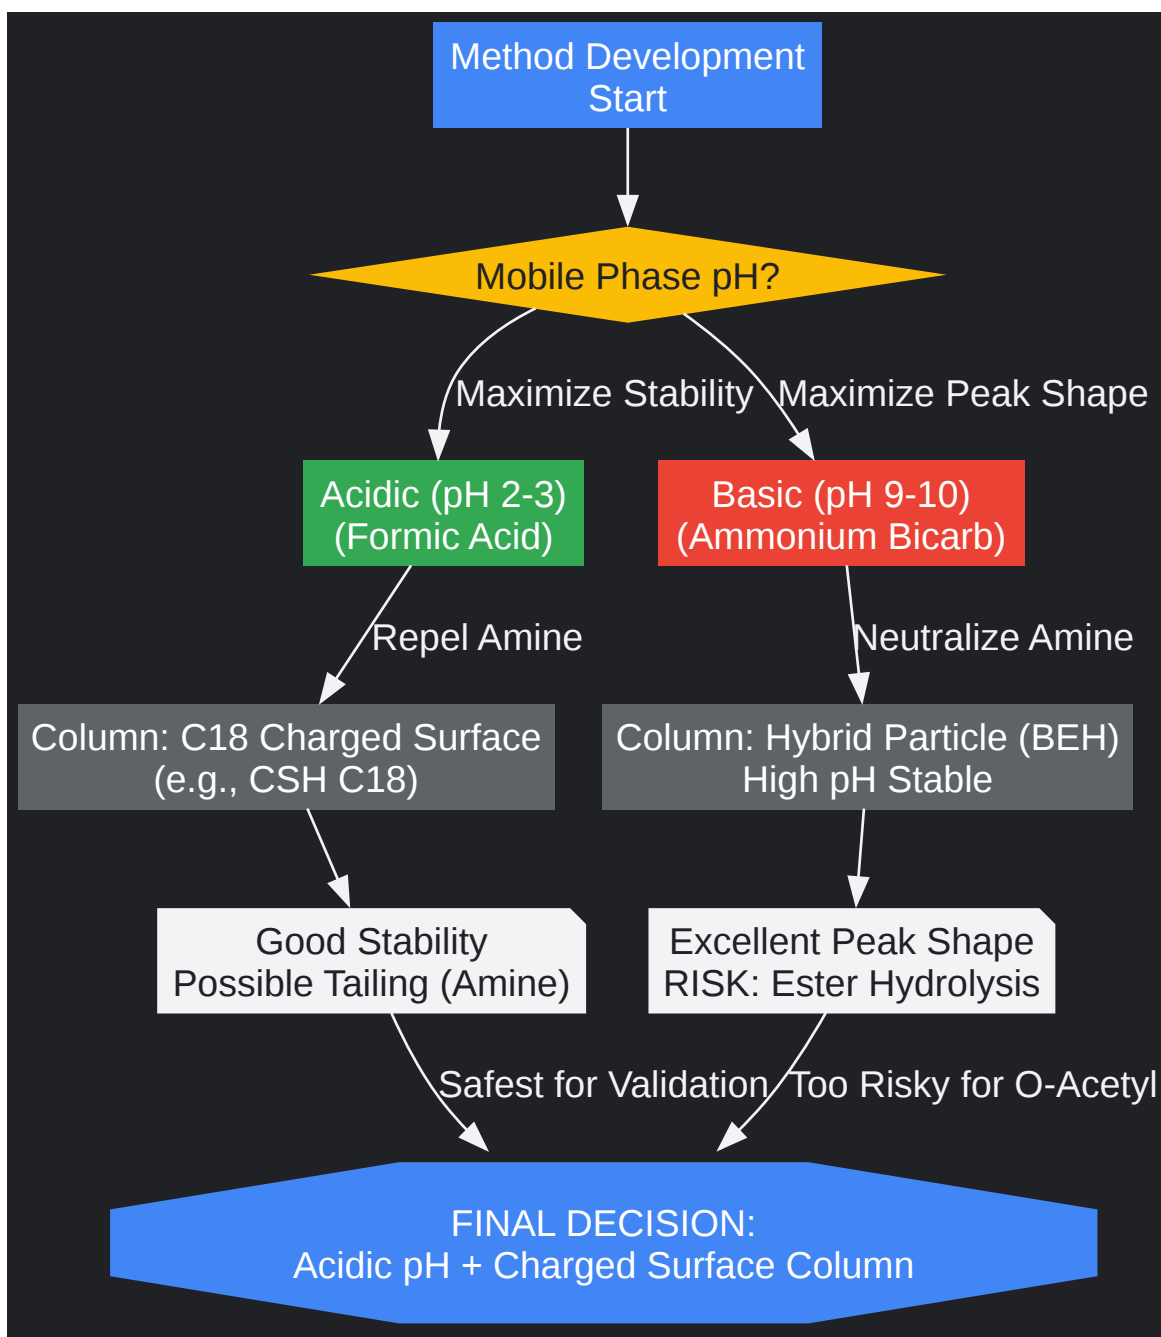 Method Development
Start
Mobile Phase pH?
Maximize Stability
Maximize Peak Shape
Acidic (pH 2-3)
(Formic Acid)
Basic (pH 9-10)
(Ammonium Bicarb)
Repel Amine
Neutralize Amine
Column: C18 Charged Surface
(e.g., CSH C18)
Column: Hybrid Particle (BEH)
High pH Stable
Good Stability
Possible Tailing (Amine)
Excellent Peak Shape
RISK: Ester Hydrolysis
Safest for Validation
Too Risky for O-Acetyl
FINAL DECISION:
Acidic pH + Charged Surface Column